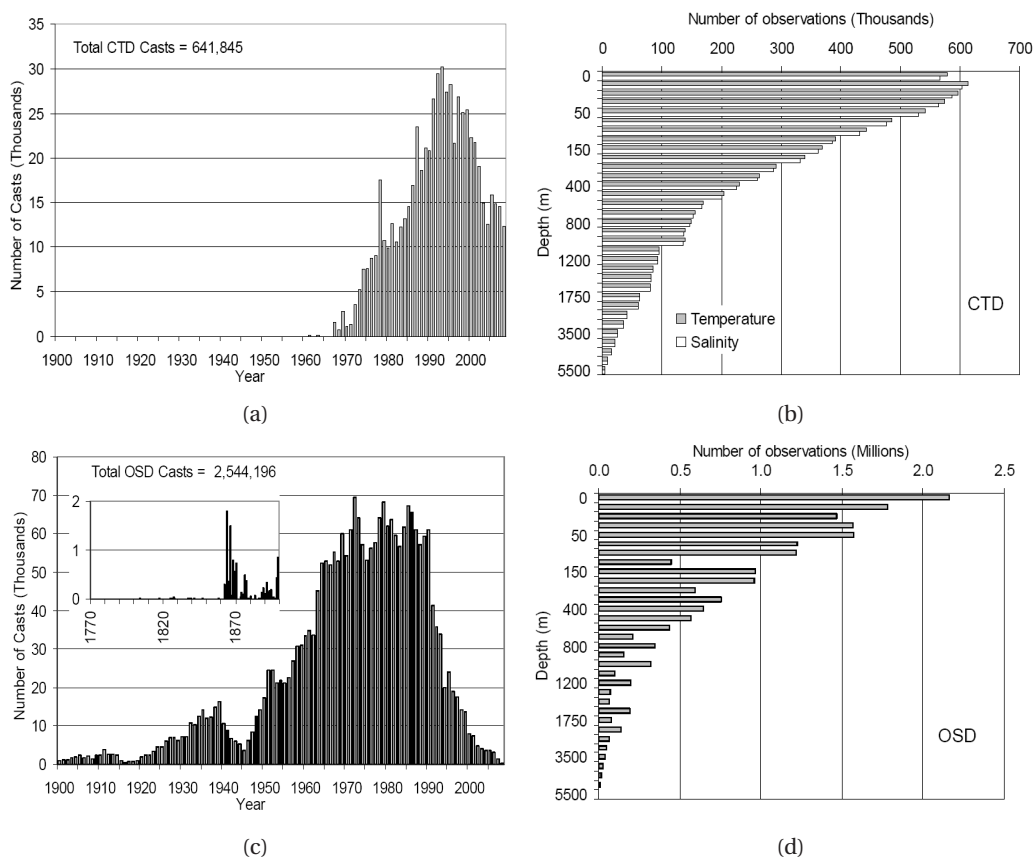 Total CTD Casts = 641,845
Number of Casts (Thousands)
35
30
25
20
15
10
5
0
1900 1910 1920 1930 1940 1950 1960 1970 1980 1990 2000
Year
(a)
Number of observations (Thousands)
0 100 200 300 400 500 600 700
Depth (m)
0
50
150
400
800
1200
1750
3500
5500
Temperature
Salinity
CTD
(b)
Total OSD Casts = 2,544,196
Number of Casts (Thousands)
80
70
60
50
40
30
20
10
0
2
1
0
1770 1820 1870
1900 1910 1920 1930 1940 1950 1960 1970 1980 1990 2000
Year
(c)
Number of observations (Millions)
0.0 0.5 1.0 1.5 2.0 2.5
Depth (m)
0
50
150
400
800
1200
1750
3500
5500
OSD
(d)